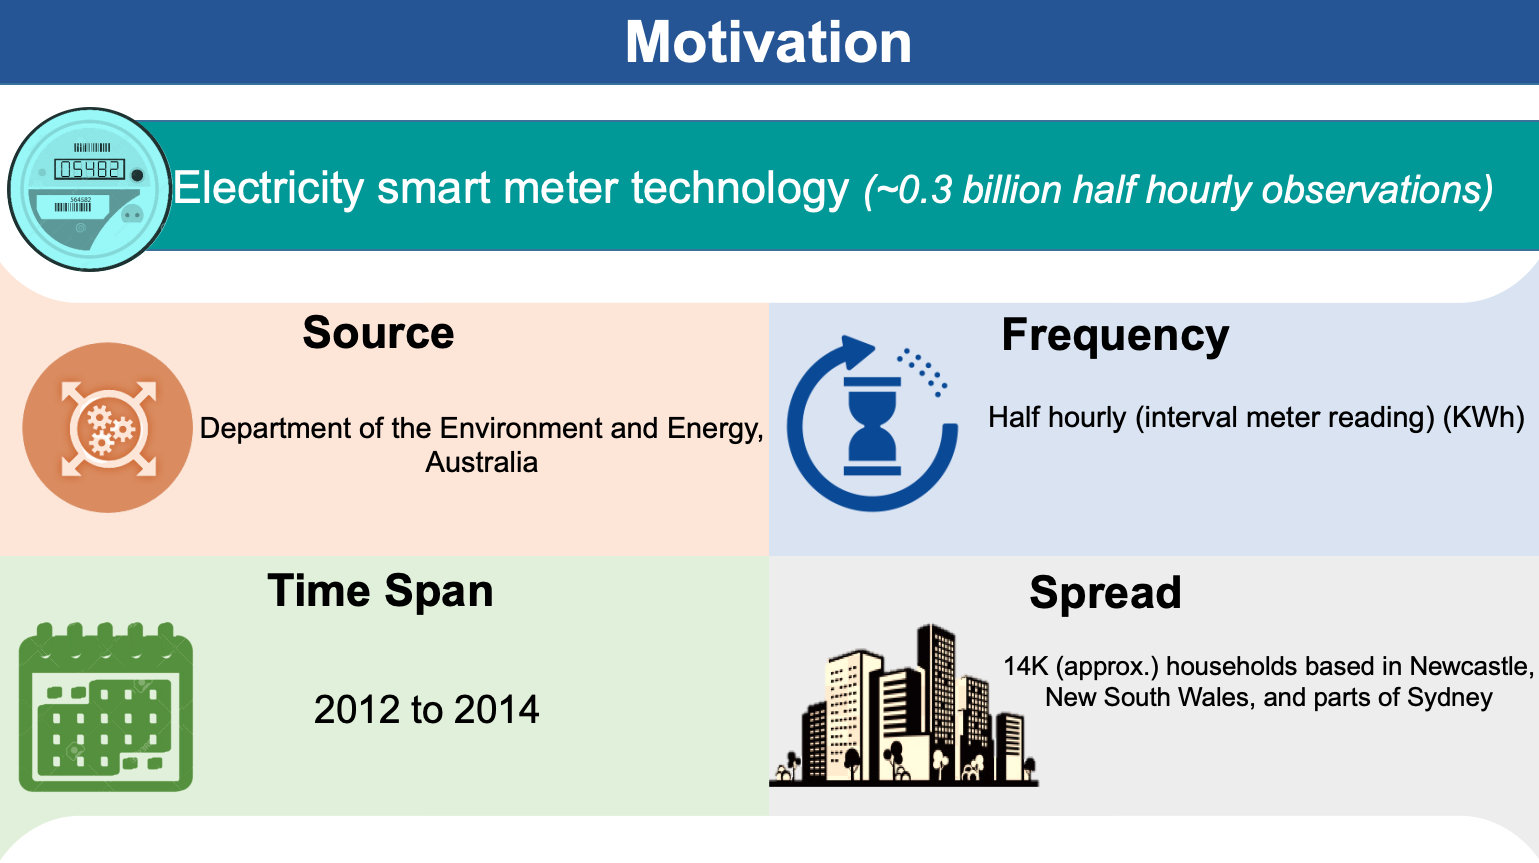 Motivation
05482
564582
Electricity smart meter technology (~0.3 billion half hourly observations)
Source
Department of the Environment and Energy,
Australia
Frequency
Half hourly (interval meter reading) (KWh)
Time Span
2012 to 2014
Spread
14K (approx.) households based in Newcastle,
New South Wales, and parts of Sydney